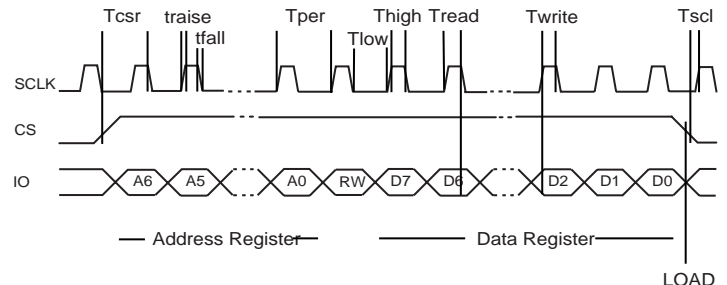 Tcsr traise Tper Thigh Tread Twrite Tscl
tfall Tlow
SCLK
CS
IO A6 A5 A0 RW D7 D6 D2 D1 D0
Address Register Data Register
LOAD